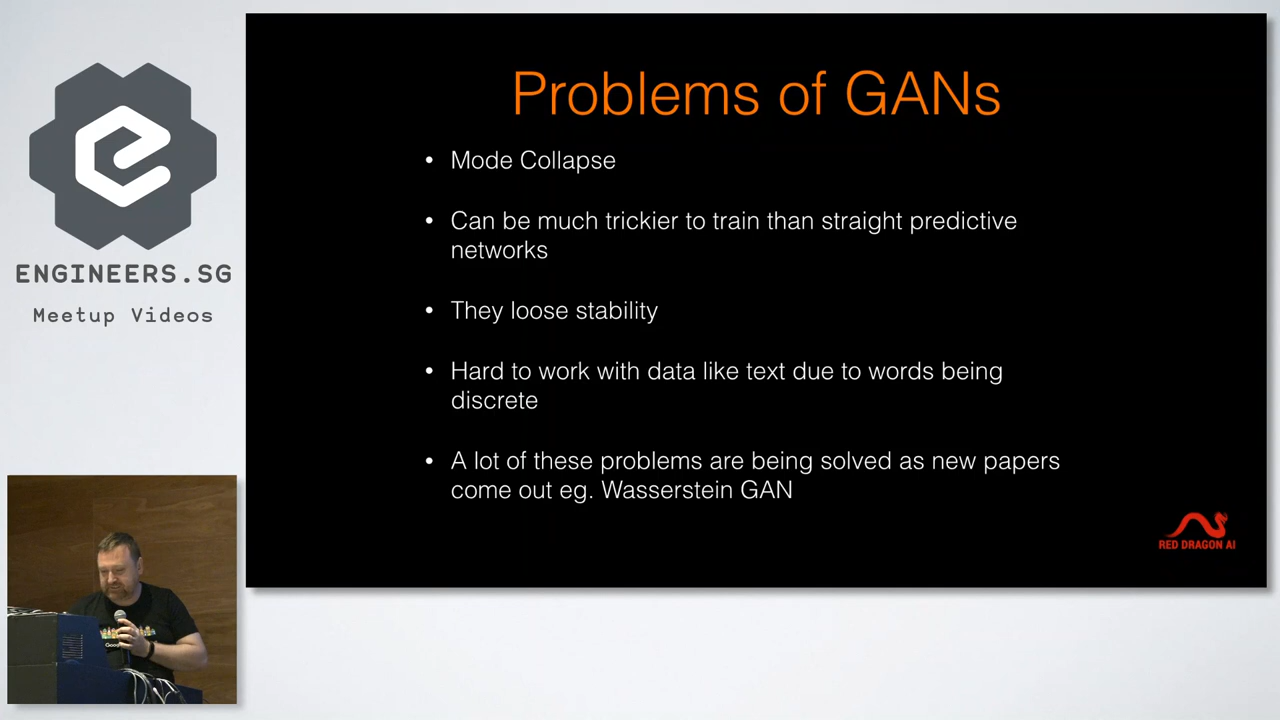 ENGINEERS.SG
Meetup Videos
Problems of GANs
• Mode Collapse
• Can be much trickier to train than straight predictive
networks
• They loose stability
• Hard to work with data like text due to words being
discrete
• A lot of these problems are being solved as new papers
come out eg. Wasserstein GAN
RED DRAGON AI